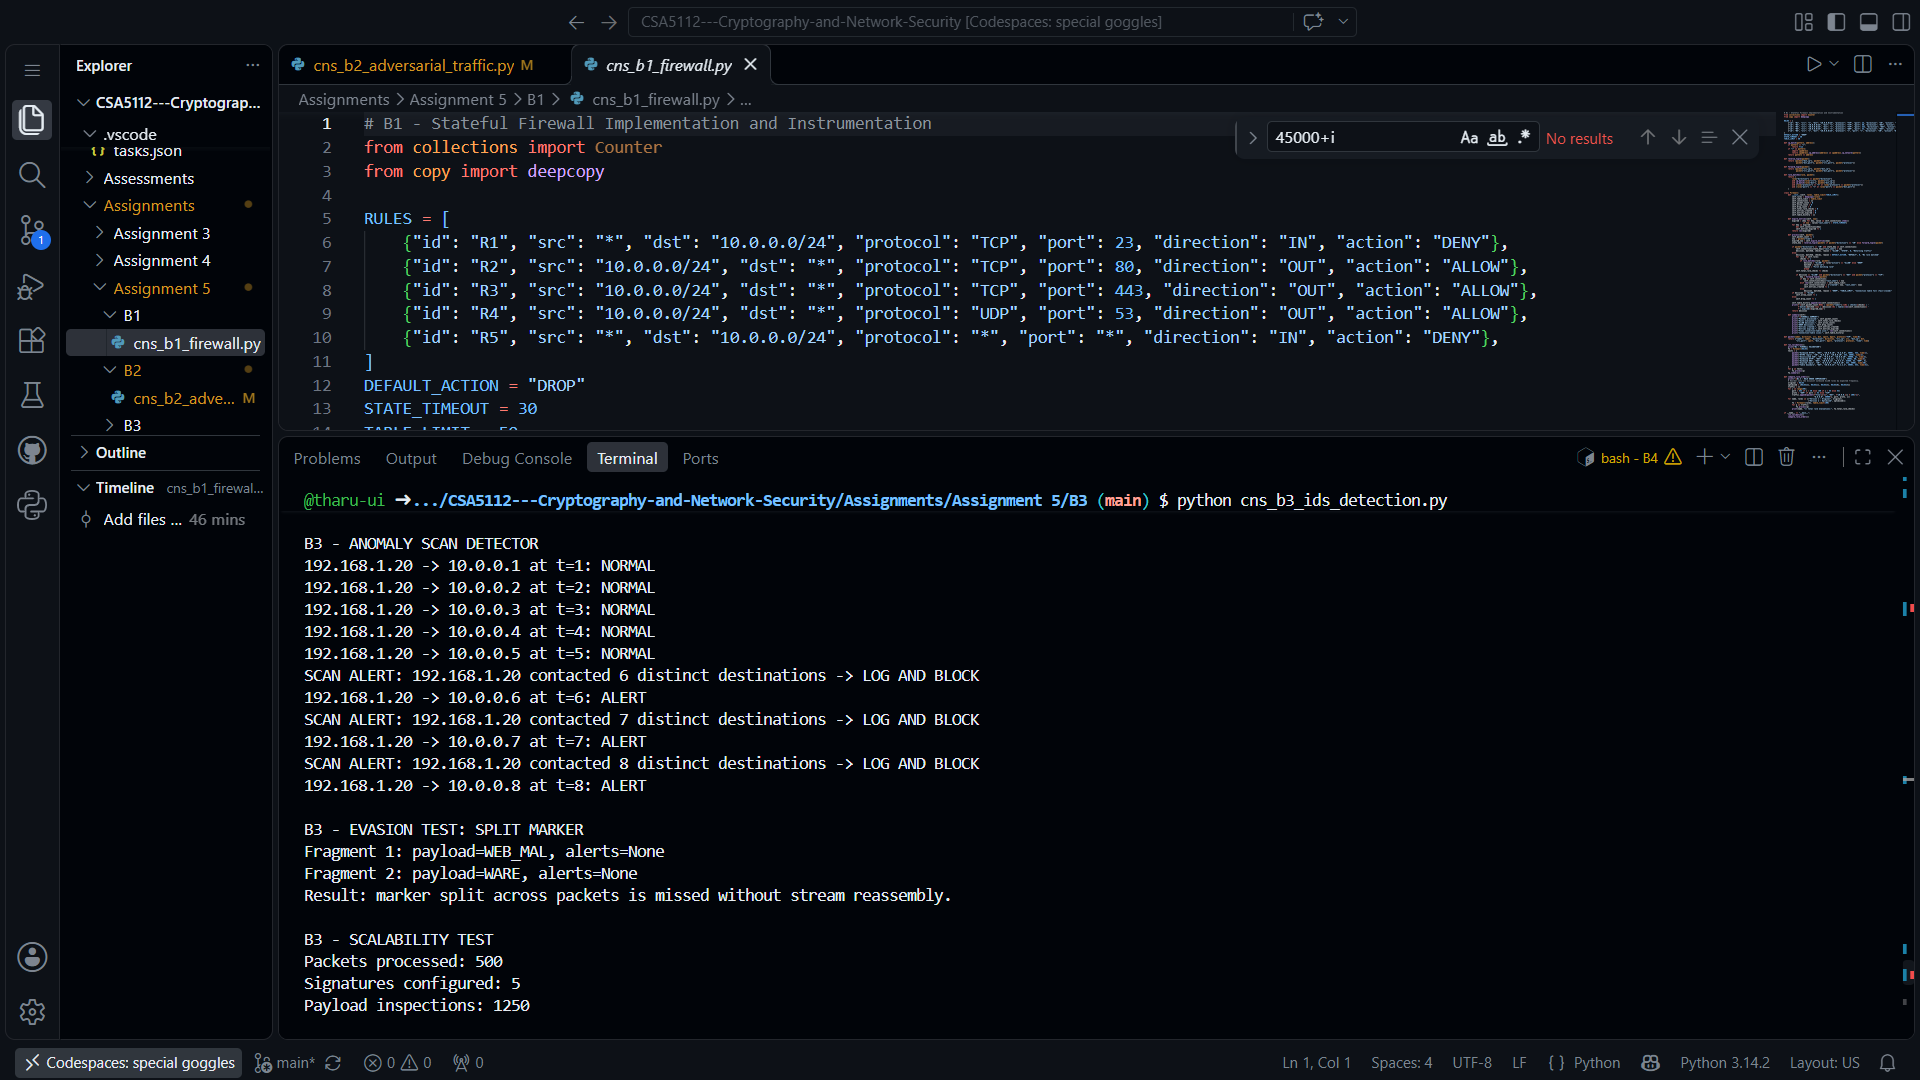 CSA5112---Cryptography-and-Network-Security [Codespaces: special goggles]
Explorer
CSA5112---Cryptograp...
.vscode
tasks.json
Assessments
Assignments
Assignment 3
Assignment 4
Assignment 5
B1
cns_b1_firewall.py
B2
cns_b2_adve... M
B3
Outline
Timeline cns_b1_firewal...
Add files ... 46 mins
1
cns_b2_adversarial_traffic.py M
cns_b1_firewall.py
Assignments > Assignment 5 > B1 > cns_b1_firewall.py > ...
45000+i
Aa ab .* No results
1 # B1 - Stateful Firewall Implementation and Instrumentation
2 from collections import Counter
3 from copy import deepcopy
4
5 RULES = [
6 {"id": "R1", "src": "*", "dst": "10.0.0.0/24", "protocol": "TCP", "port": 23, "direction": "IN", "action": "DENY"},
7 {"id": "R2", "src": "10.0.0.0/24", "dst": "*", "protocol": "TCP", "port": 80, "direction": "OUT", "action": "ALLOW"},
8 {"id": "R3", "src": "10.0.0.0/24", "dst": "*", "protocol": "TCP", "port": 443, "direction": "OUT", "action": "ALLOW"},
9 {"id": "R4", "src": "10.0.0.0/24", "dst": "*", "protocol": "UDP", "port": 53, "direction": "OUT", "action": "ALLOW"},
10 {"id": "R5", "src": "*", "dst": "10.0.0.0/24", "protocol": "*", "port": "*", "direction": "IN", "action": "DENY"},
11 ]
12 DEFAULT_ACTION = "DROP"
13 STATE_TIMEOUT = 30
Problems Output Debug Console Terminal Ports
bash - B4
@tharu-ui ➜ .../CSA5112---Cryptography-and-Network-Security/Assignments/Assignment 5/B3 (main) $ python cns_b3_ids_detection.py
B3 - ANOMALY SCAN DETECTOR
192.168.1.20 -> 10.0.0.1 at t=1: NORMAL
192.168.1.20 -> 10.0.0.2 at t=2: NORMAL
192.168.1.20 -> 10.0.0.3 at t=3: NORMAL
192.168.1.20 -> 10.0.0.4 at t=4: NORMAL
192.168.1.20 -> 10.0.0.5 at t=5: NORMAL
SCAN ALERT: 192.168.1.20 contacted 6 distinct destinations -> LOG AND BLOCK
192.168.1.20 -> 10.0.0.6 at t=6: ALERT
SCAN ALERT: 192.168.1.20 contacted 7 distinct destinations -> LOG AND BLOCK
192.168.1.20 -> 10.0.0.7 at t=7: ALERT
SCAN ALERT: 192.168.1.20 contacted 8 distinct destinations -> LOG AND BLOCK
192.168.1.20 -> 10.0.0.8 at t=8: ALERT
B3 - EVASION TEST: SPLIT MARKER
Fragment 1: payload=WEB_MAL, alerts=None
Fragment 2: payload=WARE, alerts=None
Result: marker split across packets is missed without stream reassembly.
B3 - SCALABILITY TEST
Packets processed: 500
Signatures configured: 5
Payload inspections: 1250
Codespaces: special goggles main* 0 0 0
Ln 1, Col 1 Spaces: 4 UTF-8 LF { } Python Python 3.14.2 Layout: US